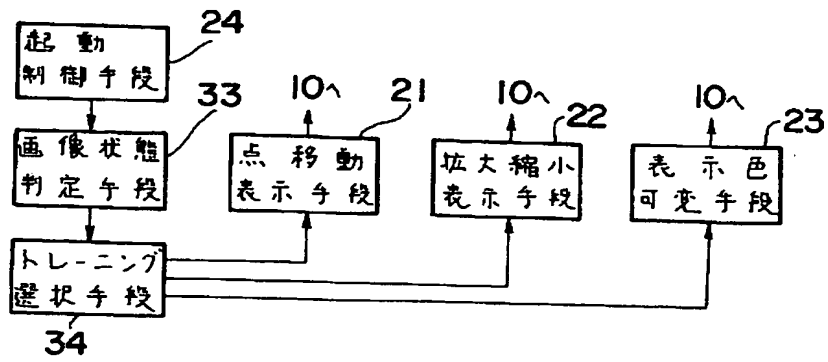 24
起動
制御手段
33
画像状態
判定手段
トレーニング
選択手段
34
10へ
21
点移動
表示手段
10へ
22
拡大縮小
表示手段
10へ
23
表示色
可変手段